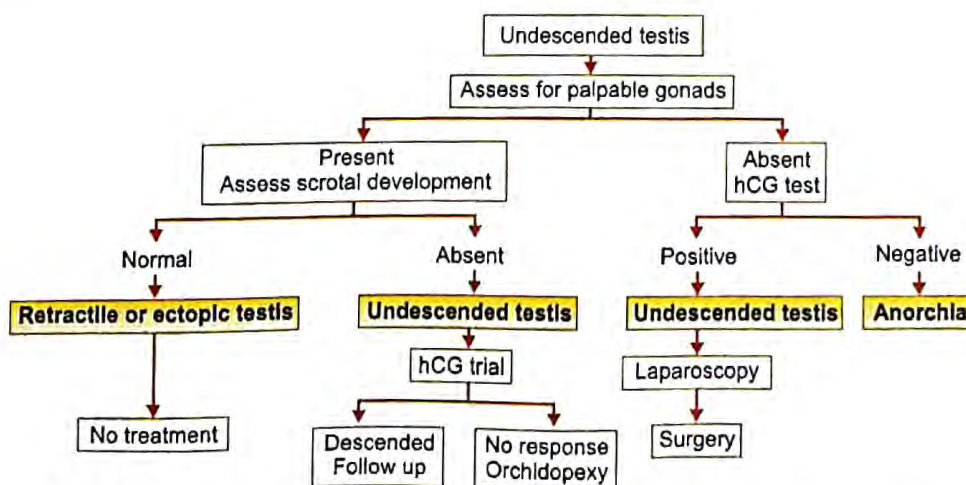 Undescended testis
Assess for palpable gonads
Present
Assess scrotal development
Absent
hCG test
Normal
Absent
Positive
Negative
Retractile or ectopic testis
Undescended testis
Undescended testis
Anorchia
hCG trial
Laparoscopy
No treatment
Descended
Follow up
No response
Orchidopexy
Surgery